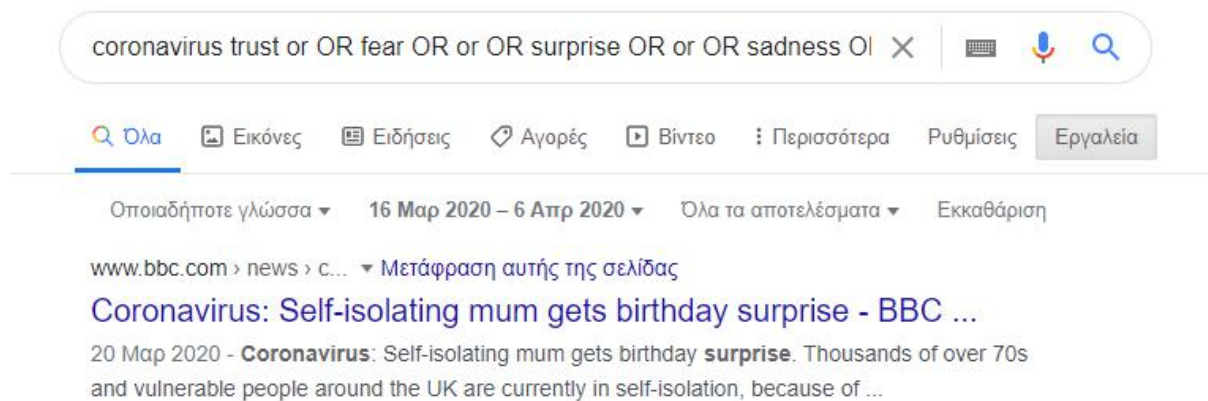 coronavirus trust or OR fear OR or OR surprise OR or OR sadness OI
Όλα Εικόνες Ειδήσεις Αγορές Βίντεο Περισσότερα Ρυθμίσεις Εργαλεία
Οποιαδήποτε γλώσσα 16 Μαρ 2020 – 6 Απρ 2020 Όλα τα αποτελέσματα Εκκαθάριση
www.bbc.com › news › c... Μετάφραση αυτής της σελίδας
Coronavirus: Self-isolating mum gets birthday surprise - BBC ...
20 Μαρ 2020 - Coronavirus: Self-isolating mum gets birthday surprise. Thousands of over 70s
and vulnerable people around the UK are currently in self-isolation, because of ...